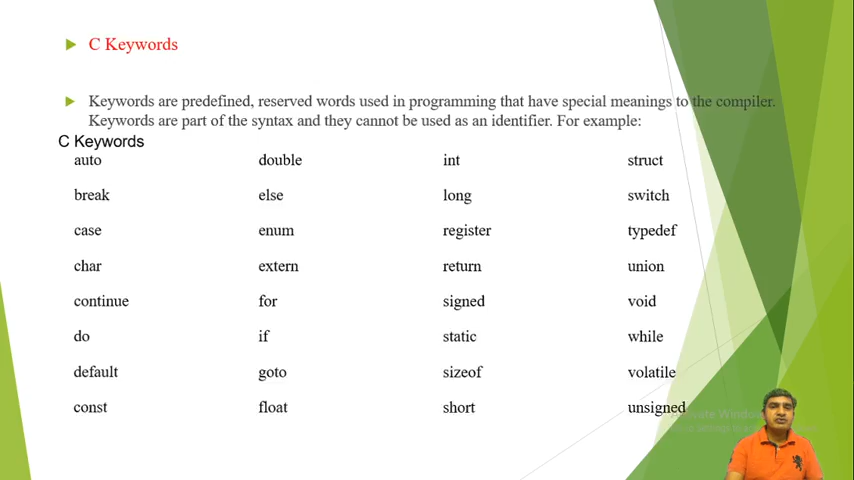 C Keywords
Keywords are predefined, reserved words used in programming that have special meanings to the compiler.
Keywords are part of the syntax and they cannot be used as an identifier. For example:
C Keywords
auto double int struct
break else long switch
case enum register typedef
char extern return union
continue for signed void
do if static while
default goto sizeof volatile
const float short unsigned